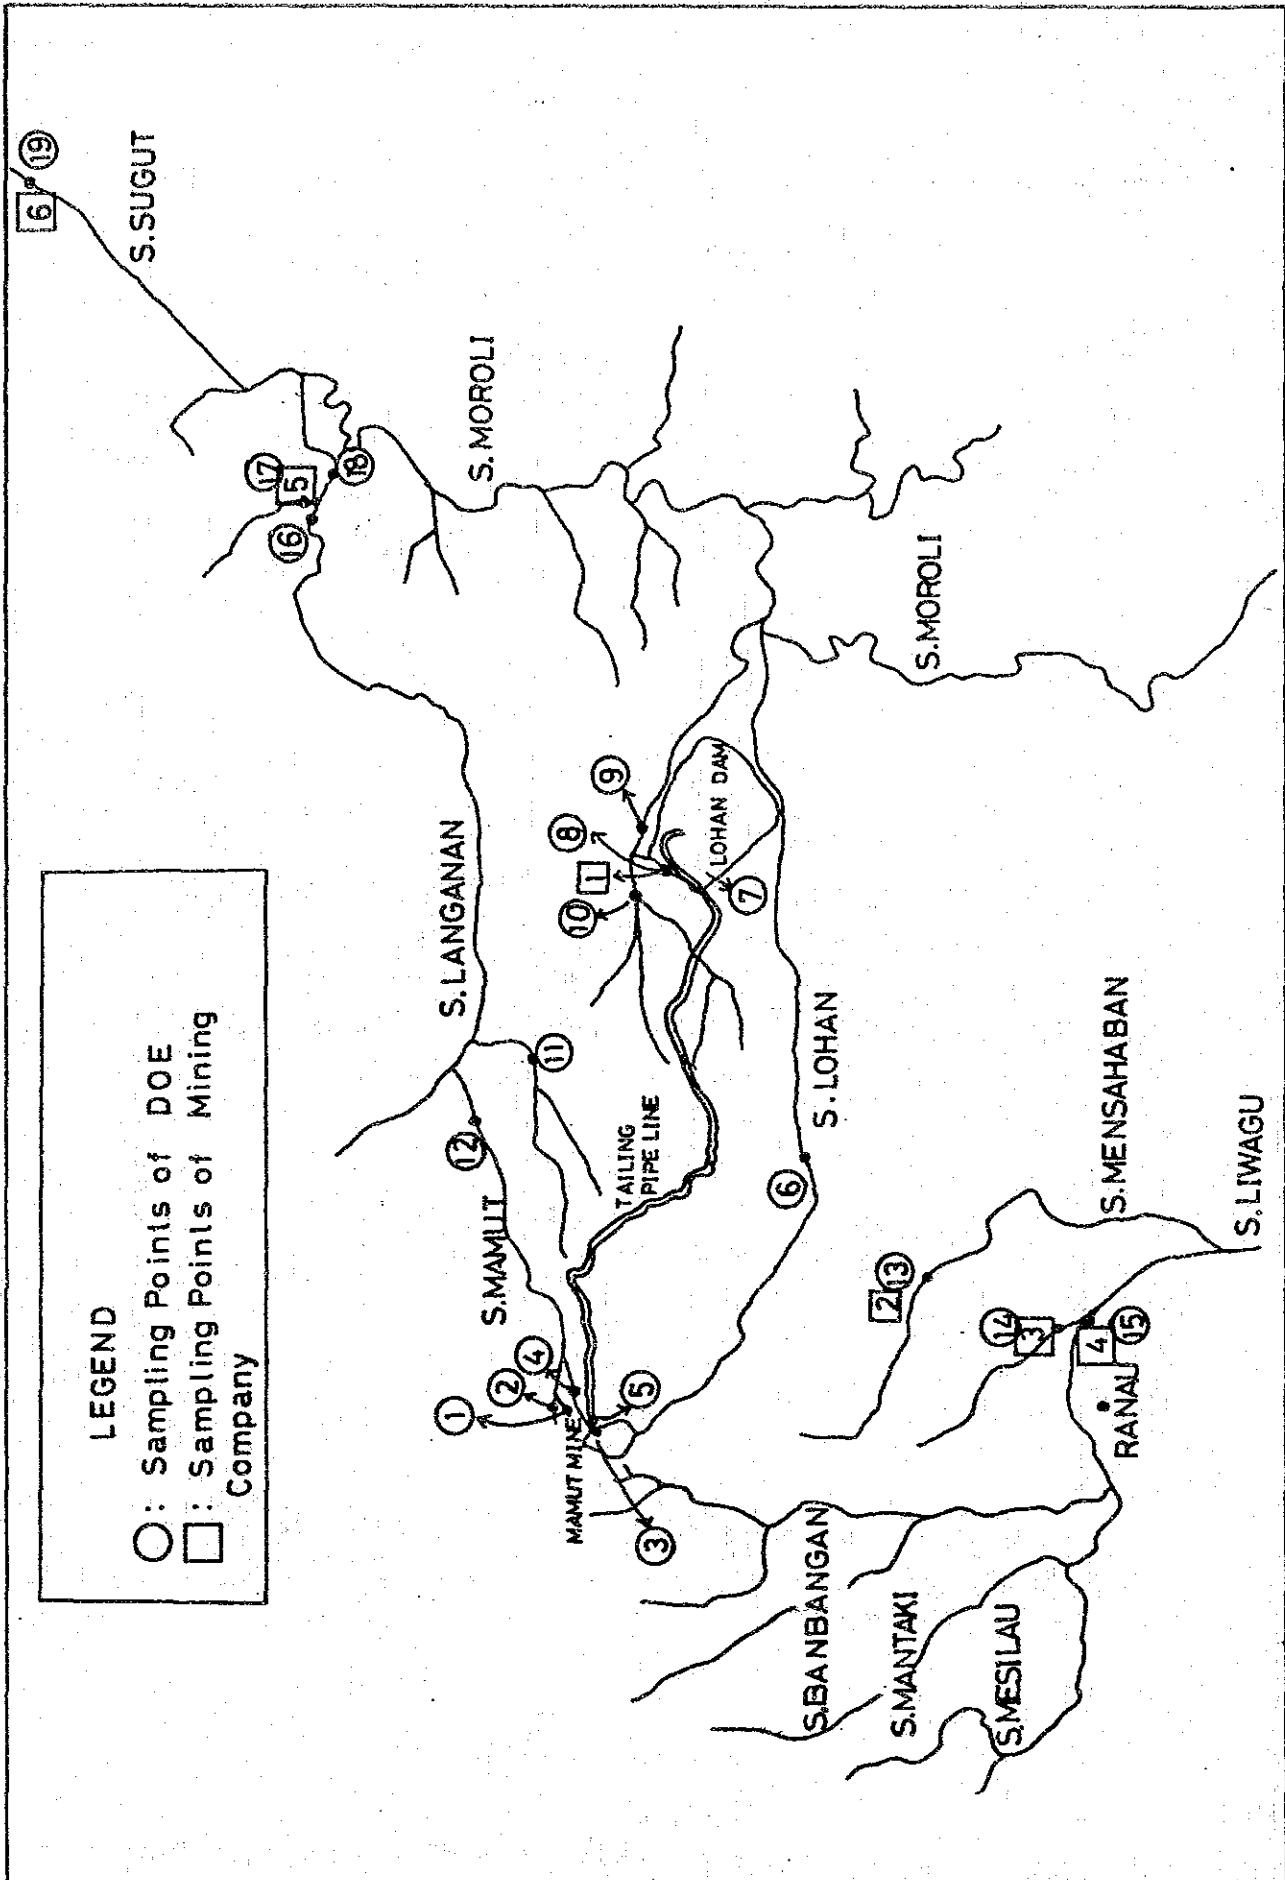 LEGEND
○ : Sampling Points of DOE
□ : Sampling Points of Mining
Company
6
19
S.SUGUT
17
5
16
18
S.MOROLI
S.MOROLI
S.LANGANAN
9
8
1
10
LOHAN DAM
7
11
12
TAILING
PIPE LINE
S.LOHAN
6
S.MAMUT
4
2
1
5
MAMUT MINE
3
2
13
S.MENSAHABAN
S.LIWAGU
14
3
4
15
RANAU
S.BANBANGAN
S.MANTAKI
S.MESILAU